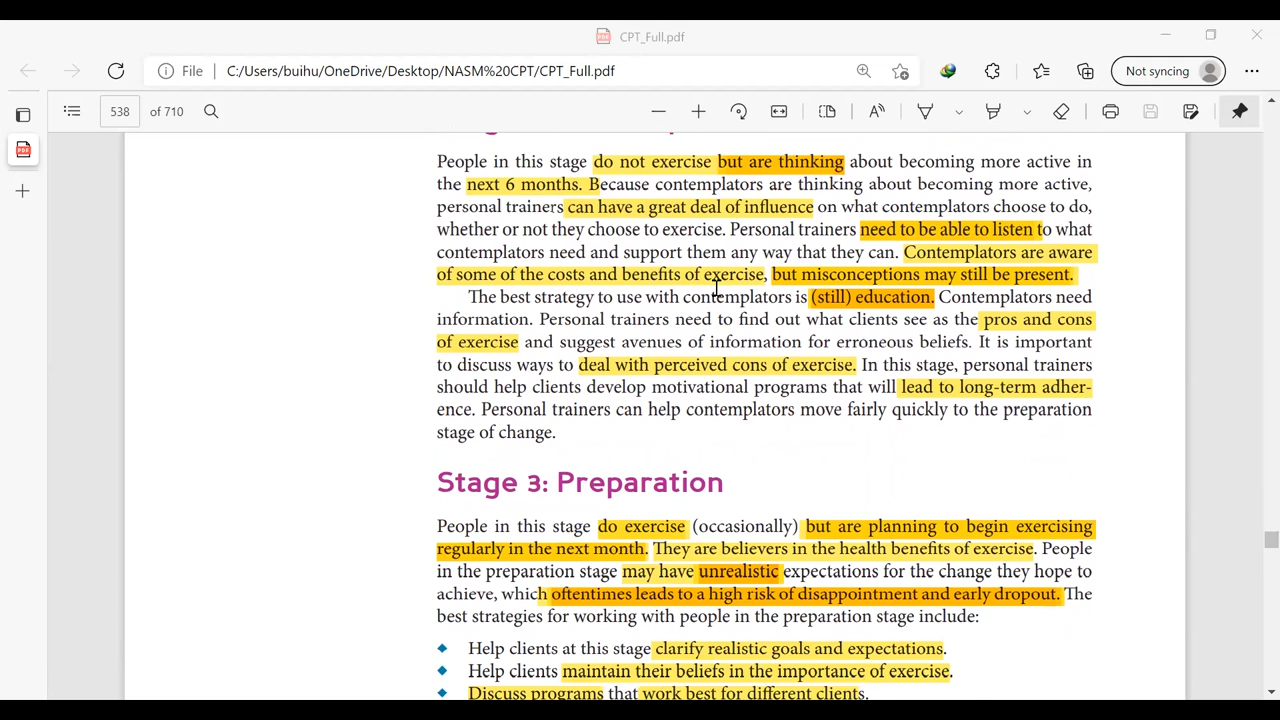 CPT_Full.pdf
File | C:/Users/buihu/OneDrive/Desktop/NASM%20CPT/CPT_Full.pdf
Not syncing
538 of 710
People in this stage do not exercise but are thinking about becoming more active in
the next 6 months. Because contemplators are thinking about becoming more active,
personal trainers can have a great deal of influence on what contemplators choose to do,
whether or not they choose to exercise. Personal trainers need to be able to listen to what
contemplators need and support them any way that they can. Contemplators are aware
of some of the costs and benefits of exercise, but misconceptions may still be present.
The best strategy to use with contemplators is (still) education. Contemplators need
information. Personal trainers need to find out what clients see as the pros and cons
of exercise and suggest avenues of information for erroneous beliefs. It is important
to discuss ways to deal with perceived cons of exercise. In this stage, personal trainers
should help clients develop motivational programs that will lead to long-term adher-
ence. Personal trainers can help contemplators move fairly quickly to the preparation
stage of change.
Stage 3: Preparation
People in this stage do exercise (occasionally) but are planning to begin exercising
regularly in the next month. They are believers in the health benefits of exercise. People
in the preparation stage may have unrealistic expectations for the change they hope to
achieve, which oftentimes leads to a high risk of disappointment and early dropout. The
best strategies for working with people in the preparation stage include:
Help clients at this stage clarify realistic goals and expectations.
Help clients maintain their beliefs in the importance of exercise.
Discuss programs that work best for different clients.